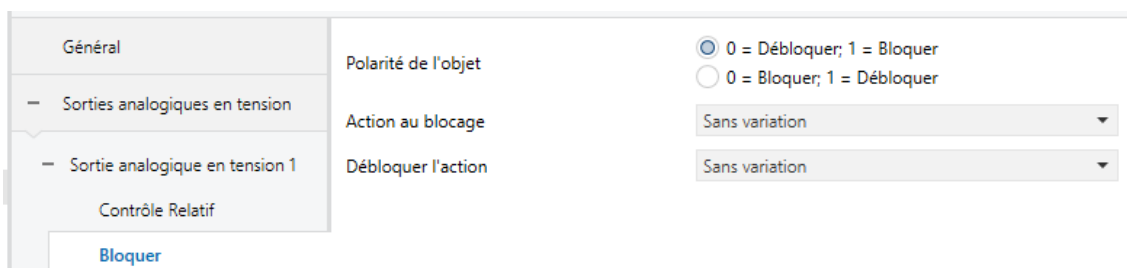 Général
Sorties analogiques en tension
Sortie analogique en tension 1
Contrôle Relatif
Bloquer
Polarité de l'objet
0 = Débloquer; 1 = Bloquer
0 = Bloquer; 1 = Débloquer
Action au blocage
Sans variation
Débloquer l'action
Sans variation